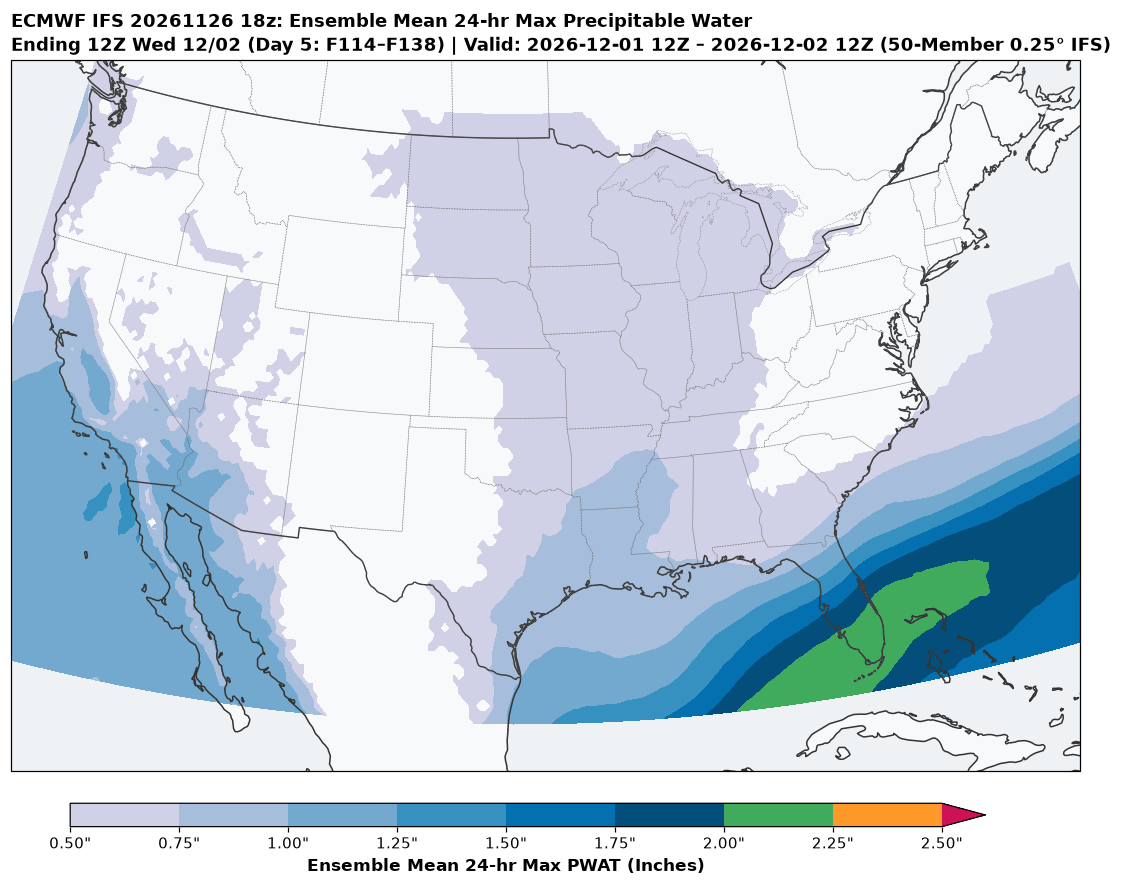 ECMWF IFS 20261126 18z: Ensemble Mean 24-hr Max Precipitable Water
Ending 12Z Wed 12/02 (Day 5: F114–F138) | Valid: 2026-12-01 12Z – 2026-12-02 12Z (50-Member 0.25° IFS)
0.50" 0.75" 1.00" 1.25" 1.50" 1.75" 2.00" 2.25" 2.50"
Ensemble Mean 24-hr Max PWAT (Inches)